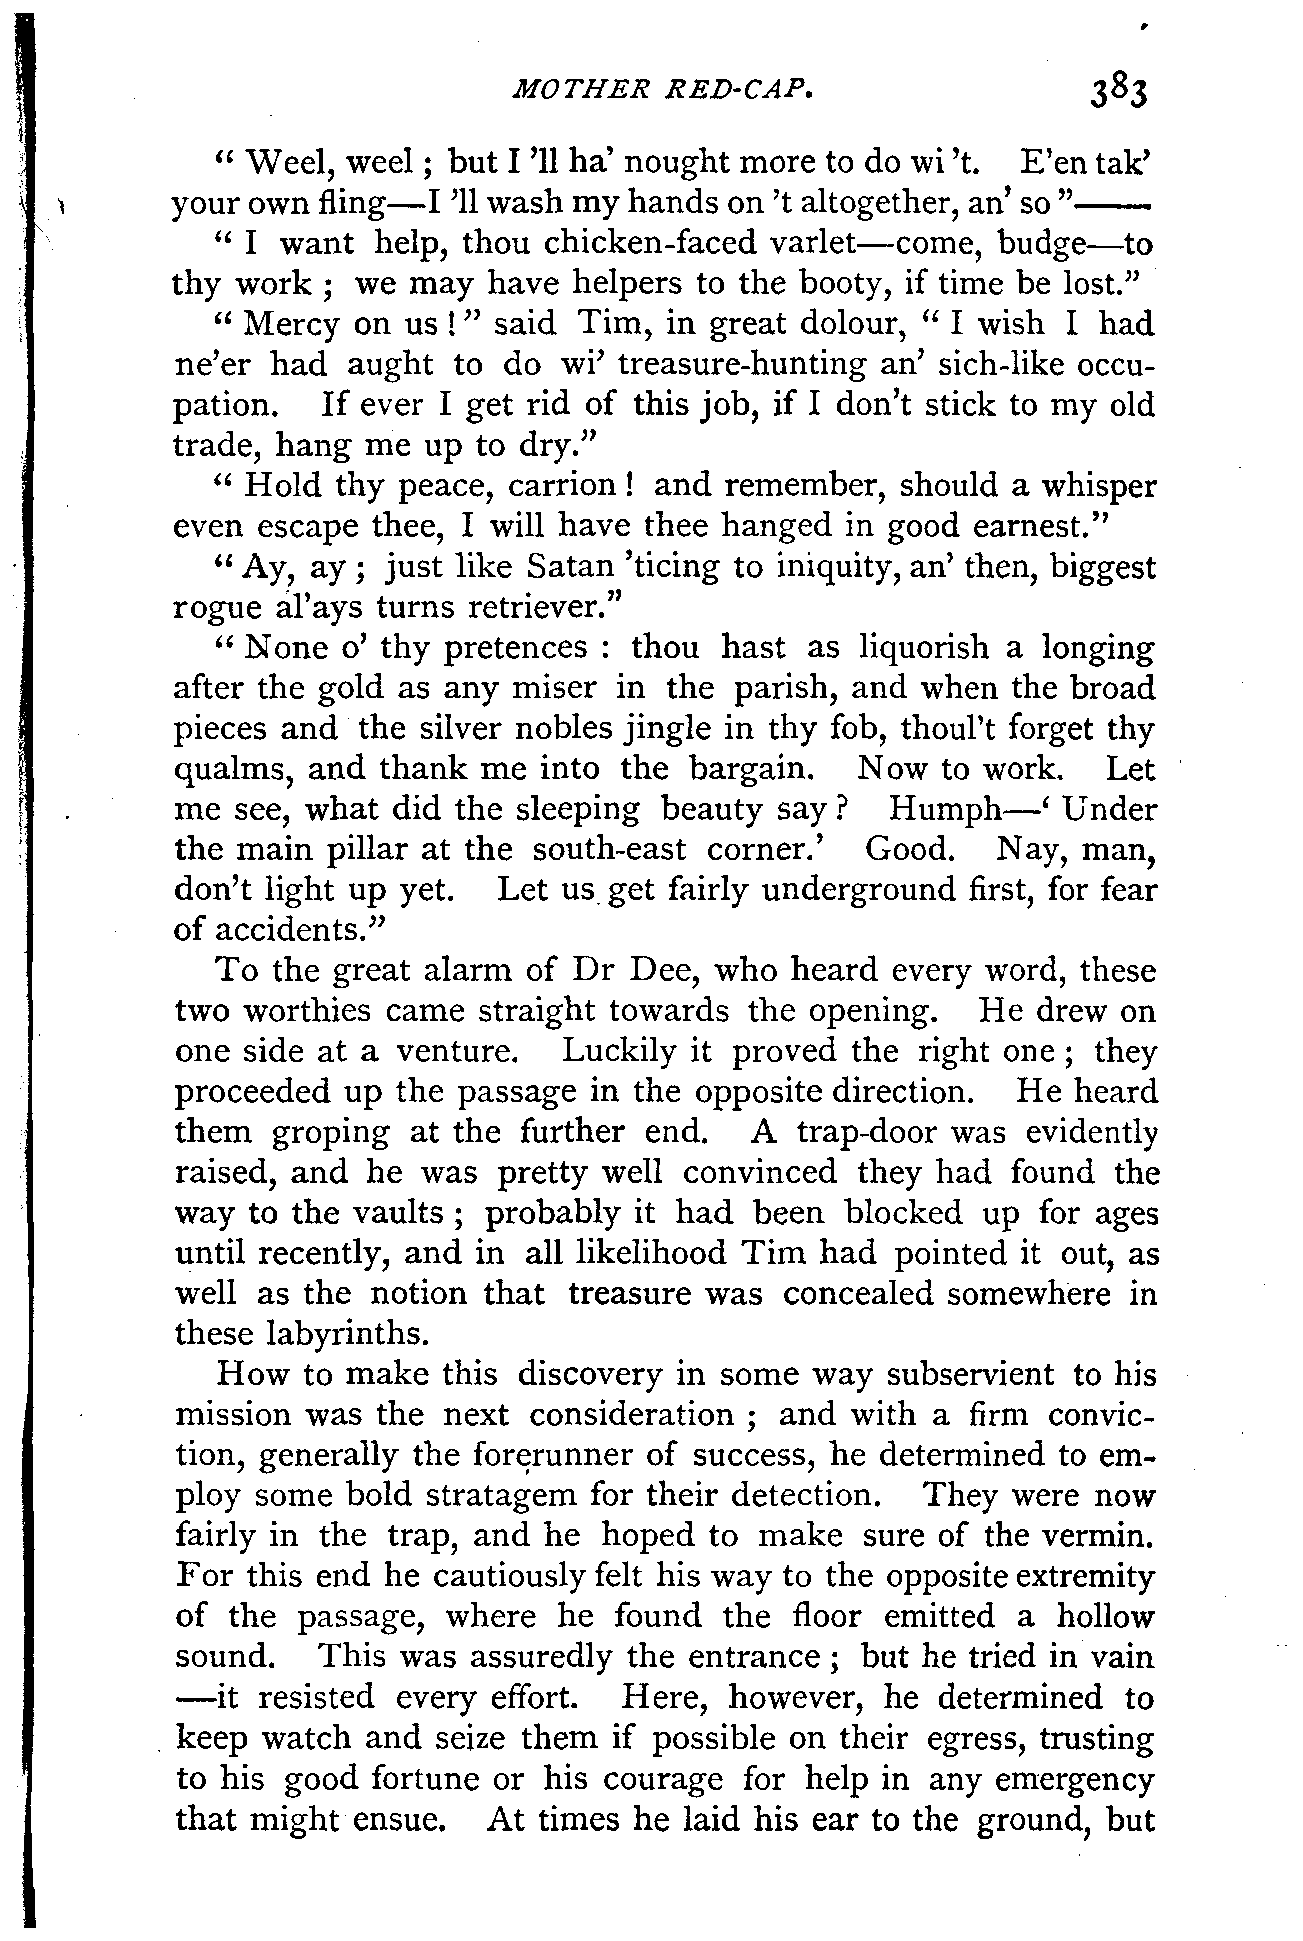 MOTHER RED-CAP. 383
“ Weel, weel ; but I ’ll ha’ nought more to do wi ’t. E’en tak’
your own fling—I ’ll wash my hands on ’t altogether, an’ so ”——
“ I want help, thou chicken-faced varlet—come, budge—to
thy work ; we may have helpers to the booty, if time be lost.”
“ Mercy on us ! ” said Tim, in great dolour, “ I wish I had
ne’er had aught to do wi’ treasure-hunting an’ sich-like occu-
pation. If ever I get rid of this job, if I don’t stick to my old
trade, hang me up to dry.”
“ Hold thy peace, carrion ! and remember, should a whisper
even escape thee, I will have thee hanged in good earnest.”
“ Ay, ay ; just like Satan ’ticing to iniquity, an’ then, biggest
rogue al’ays turns retriever.”
“ None o’ thy pretences : thou hast as liquorish a longing
after the gold as any miser in the parish, and when the broad
pieces and the silver nobles jingle in thy fob, thoul’t forget thy
qualms, and thank me into the bargain. Now to work. Let
me see, what did the sleeping beauty say ? Humph—‘ Under
the main pillar at the south-east corner.’ Good. Nay, man,
don’t light up yet. Let us get fairly underground first, for fear
of accidents.”
To the great alarm of Dr Dee, who heard every word, these
two worthies came straight towards the opening. He drew on
one side at a venture. Luckily it proved the right one ; they
proceeded up the passage in the opposite direction. He heard
them groping at the further end. A trap-door was evidently
raised, and he was pretty well convinced they had found the
way to the vaults ; probably it had been blocked up for ages
until recently, and in all likelihood Tim had pointed it out, as
well as the notion that treasure was concealed somewhere in
these labyrinths.
How to make this discovery in some way subservient to his
mission was the next consideration ; and with a firm convic-
tion, generally the forerunner of success, he determined to em-
ploy some bold stratagem for their detection. They were now
fairly in the trap, and he hoped to make sure of the vermin.
For this end he cautiously felt his way to the opposite extremity
of the passage, where he found the floor emitted a hollow
sound. This was assuredly the entrance ; but he tried in vain
—it resisted every effort. Here, however, he determined to
keep watch and seize them if possible on their egress, trusting
to his good fortune or his courage for help in any emergency
that might ensue. At times he laid his ear to the ground, but